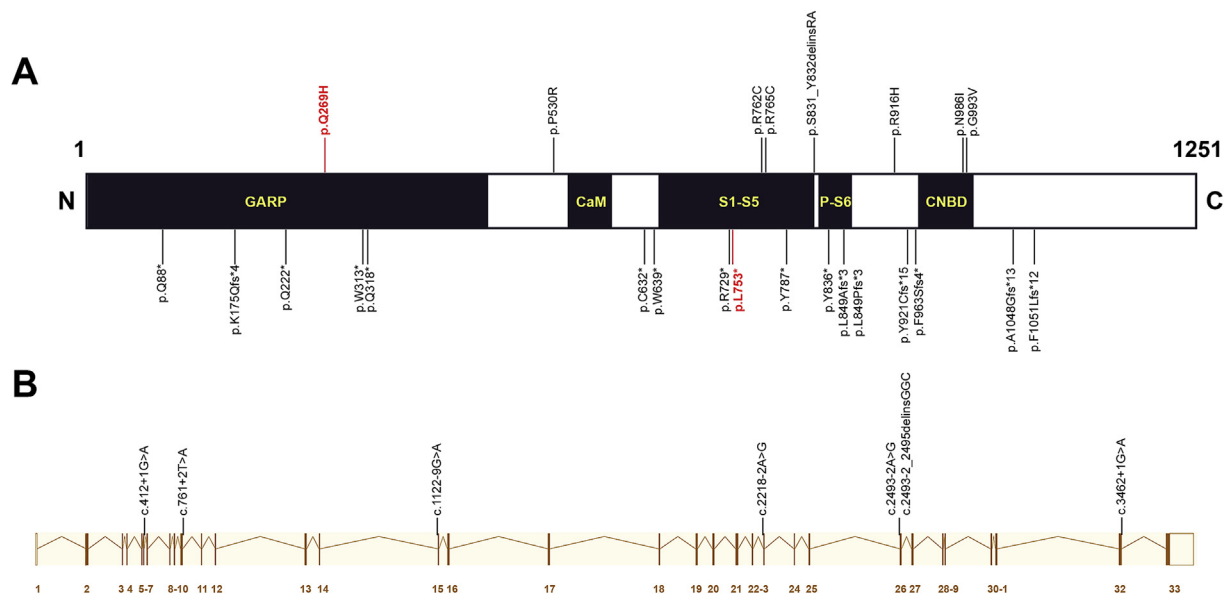 A
p.Q269H
p.P530R
p.R762C
p.R765C
p.S831_Y832delinsRA
p.R916H
p.N986I
p.G993V
1
1251
N
GARP
CaM
S1-S5
P-S6
CNBD
C
p.Q88*
p.K175Qfs*4
p.Q222*
p.W313*
p.Q318*
p.C632*
p.W639*
p.R729*
p.L753*
p.Y787*
p.Y836*
p.L849Afs*3
p.L849Pfs*3
p.Y921Cfs*15
p.F963Sfs4*
p.A1048Gfs*13
p.F1051Lfs*12
B
c.412+1G>A
c.761+2T>A
c.1122-9G>A
c.2218-2A>G
c.2493-2A>G
c.2493-2_2495delinsGGC
c.3462+1G>A
1 2 3 4 5-7 8-10 11 12 13 14 15 16 17 18 19 20 21 22-3 24 25 26 27 28-9 30-1 32 33